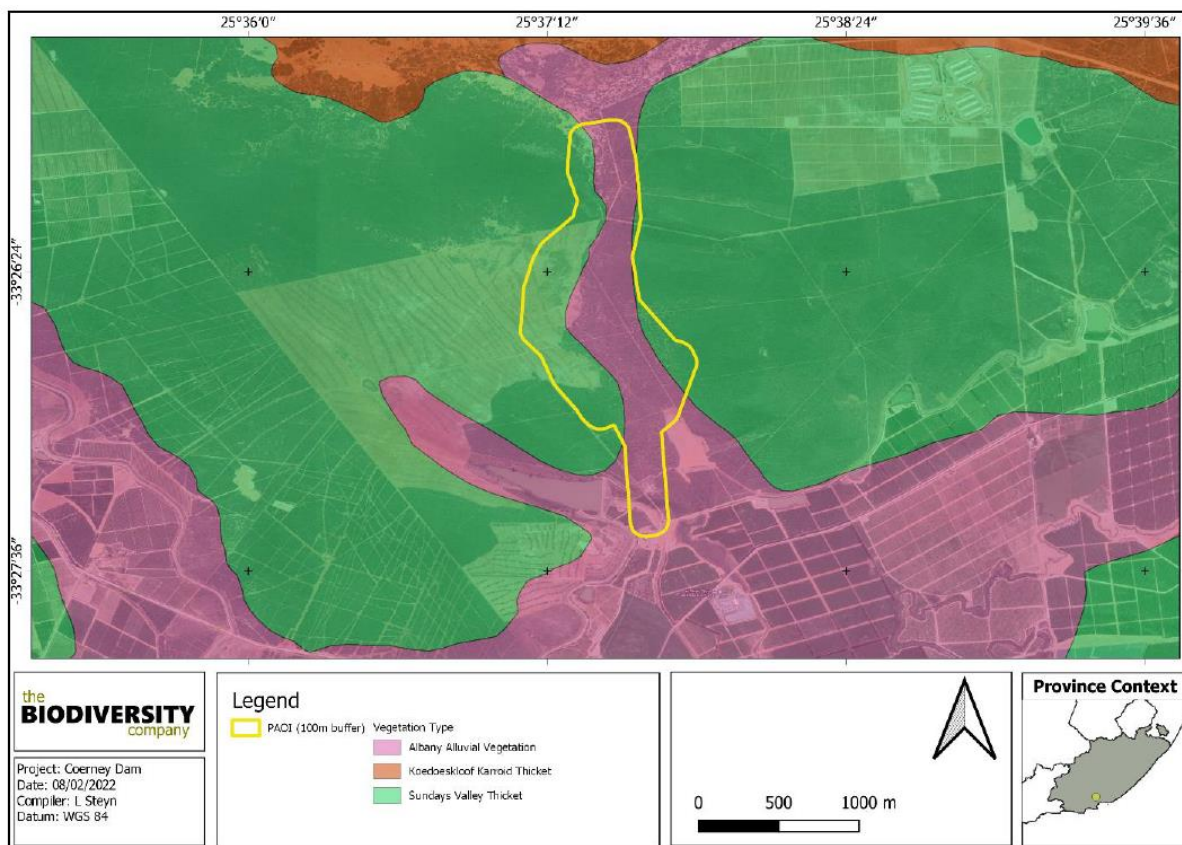 25°36′0″ 25°37′12″ 25°38′24″ 25°39′36″
-33°26′24″
-33°27′36″
the
BIODIVERSITY
company
Project: Coerney Dam
Date: 08/02/2022
Compiler: L Steyn
Datum: WGS 84
Legend
PAOI (100m buffer)
Vegetation Type
Albany Alluvial Vegetation
Koedoeskloof Karroid Thicket
Sundays Valley Thicket
0 500 1000 m
Province Context